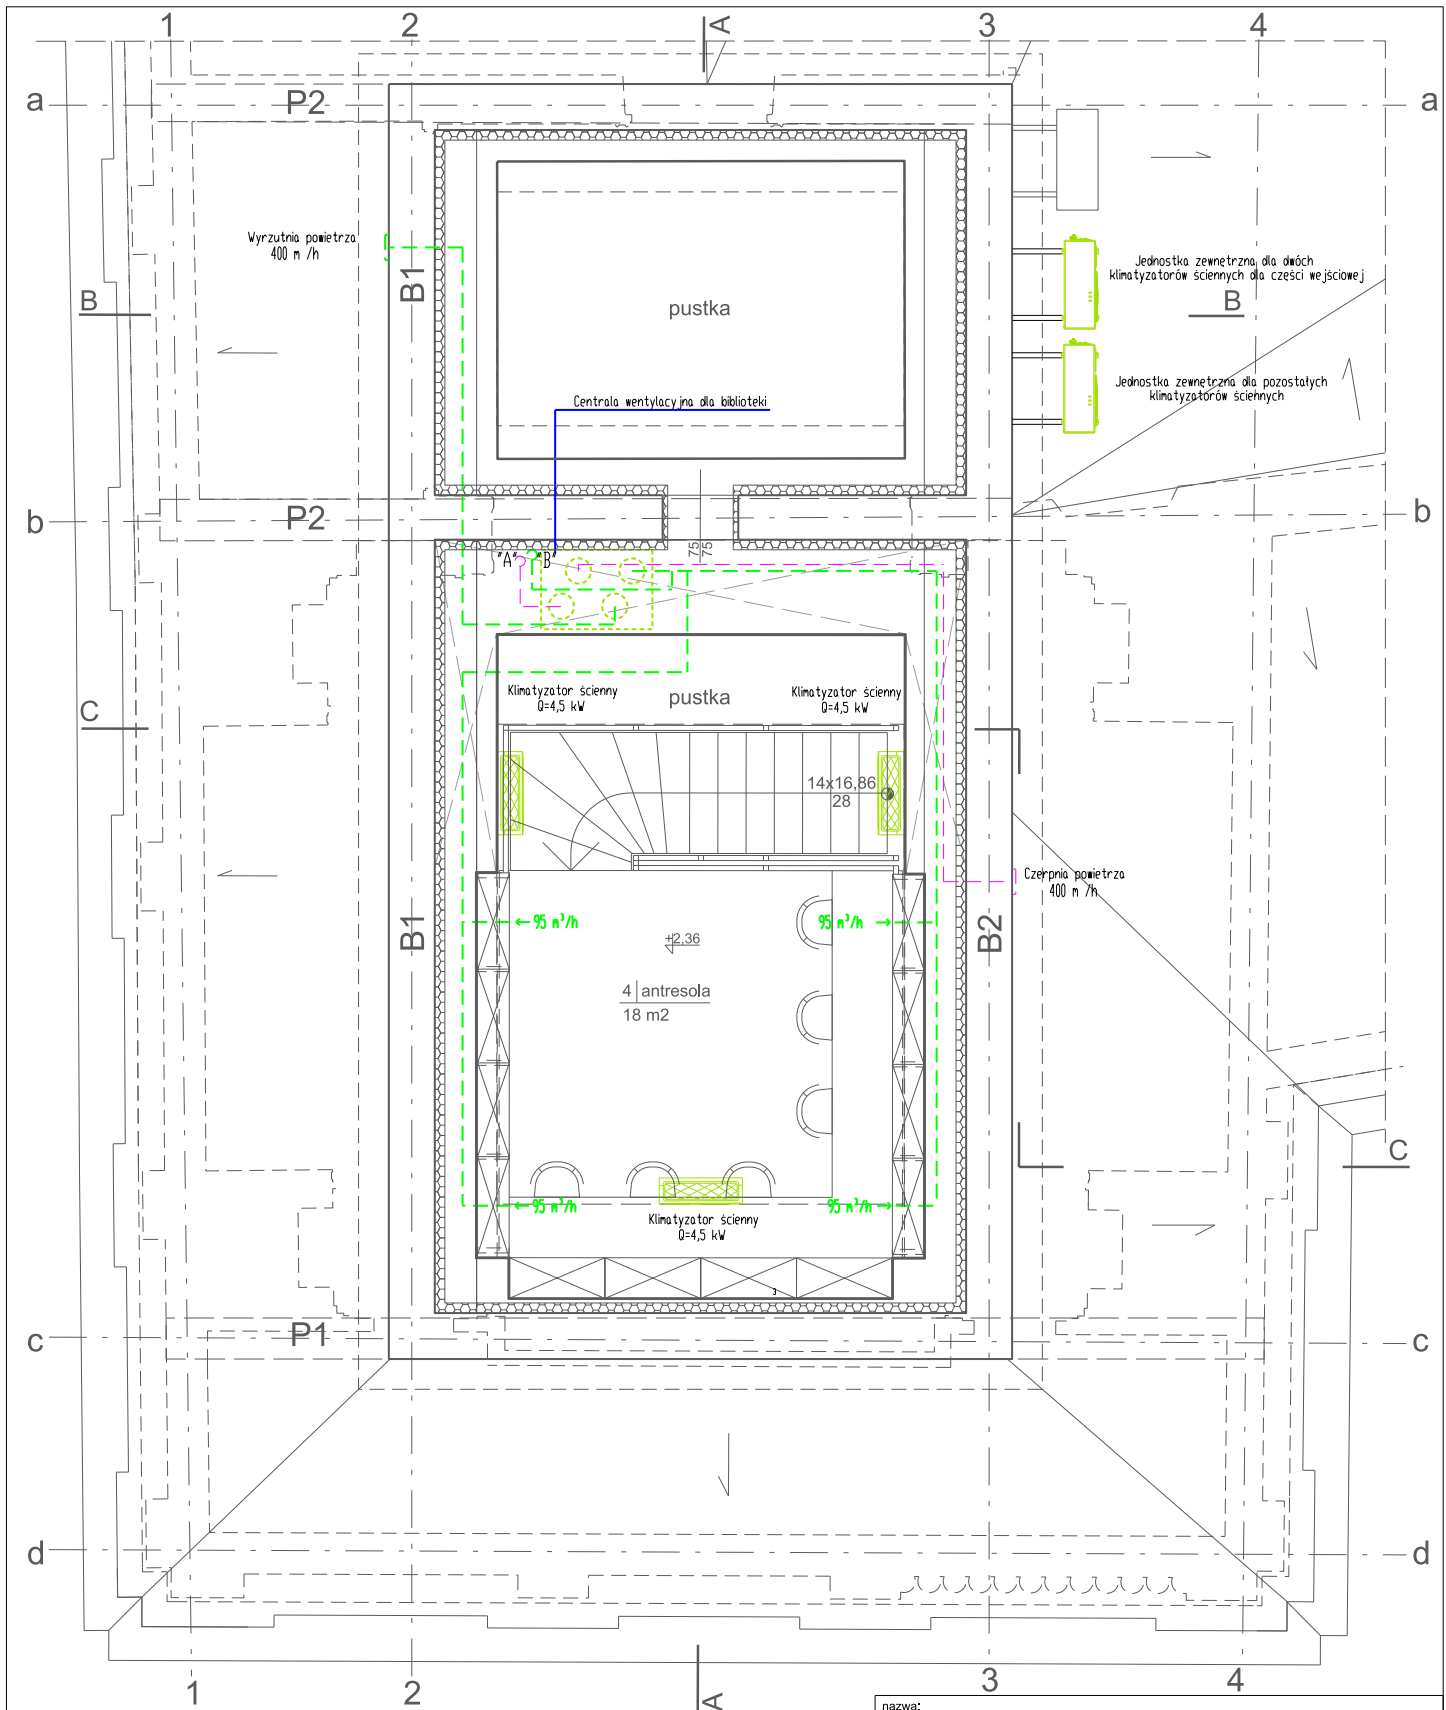 1
2
A
3
4
a
P2
a
Wyrzutnia powietrza
400 m /h
B1
Jednostka zewnętrzna dla dwóch
klimatyzatorów ściennych dla części wejściowej
B
B
pustka
Jednostka zewnętrzna dla pozostałych
klimatyzatorów ściennych
Centrala wentylacyjna dla biblioteki
b
P2
b
75
75
"A"
"B"
Klimatyzator ścienny
Q=4,5 kW
pustka
Klimatyzator ścienny
Q=4,5 kW
C
14x16,86
28
Czerpnia powietrza
400 m /h
B1
95 m³/h
95 m³/h
B2
+2,36
4 antresola
18 m2
C
95 m³/h
95 m³/h
Klimatyzator ścienny
Q=4,5 kW
3
c
P1
c
d
d
1
2
A
3
4
nazwa: